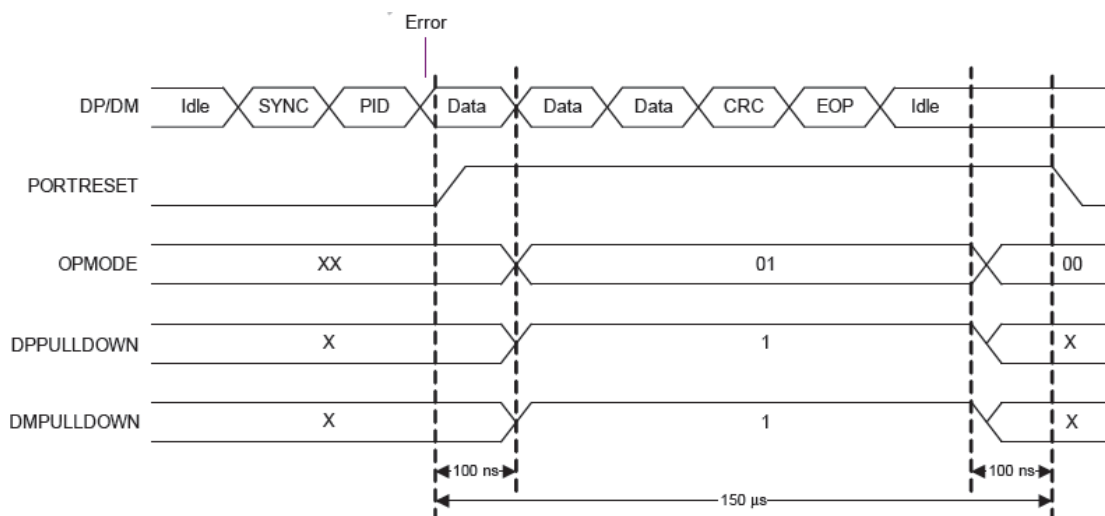 Error
DP/DM Idle SYNC PID Data Data Data CRC EOP Idle
PORTRESET
OPMODE XX 01 00
DPPULLDOWN X 1 X
DMPULLDOWN X 1 X
100 ns 100 ns
150 µs